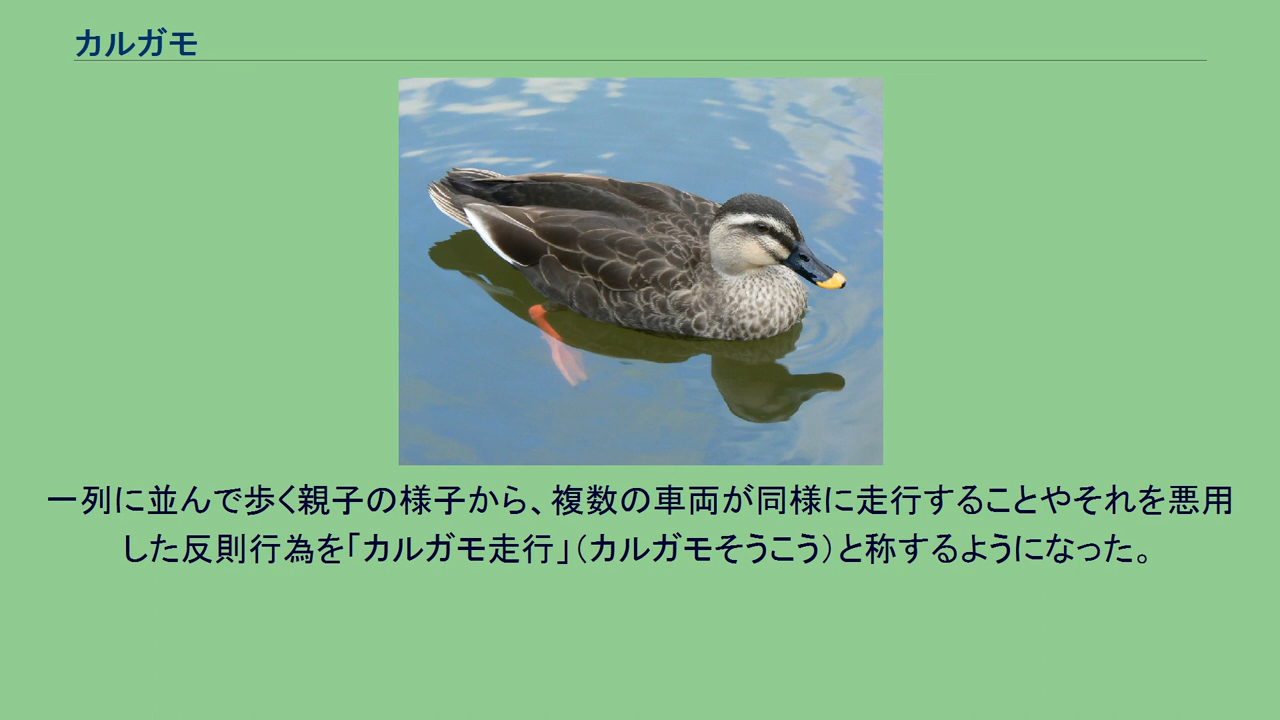 カルガモ
一列に並んで歩く親子の様子から、複数の車両が同様に走行することやそれを悪用
した反則行為を「カルガモ走行」（カルガモそうこう）と称するようになった。